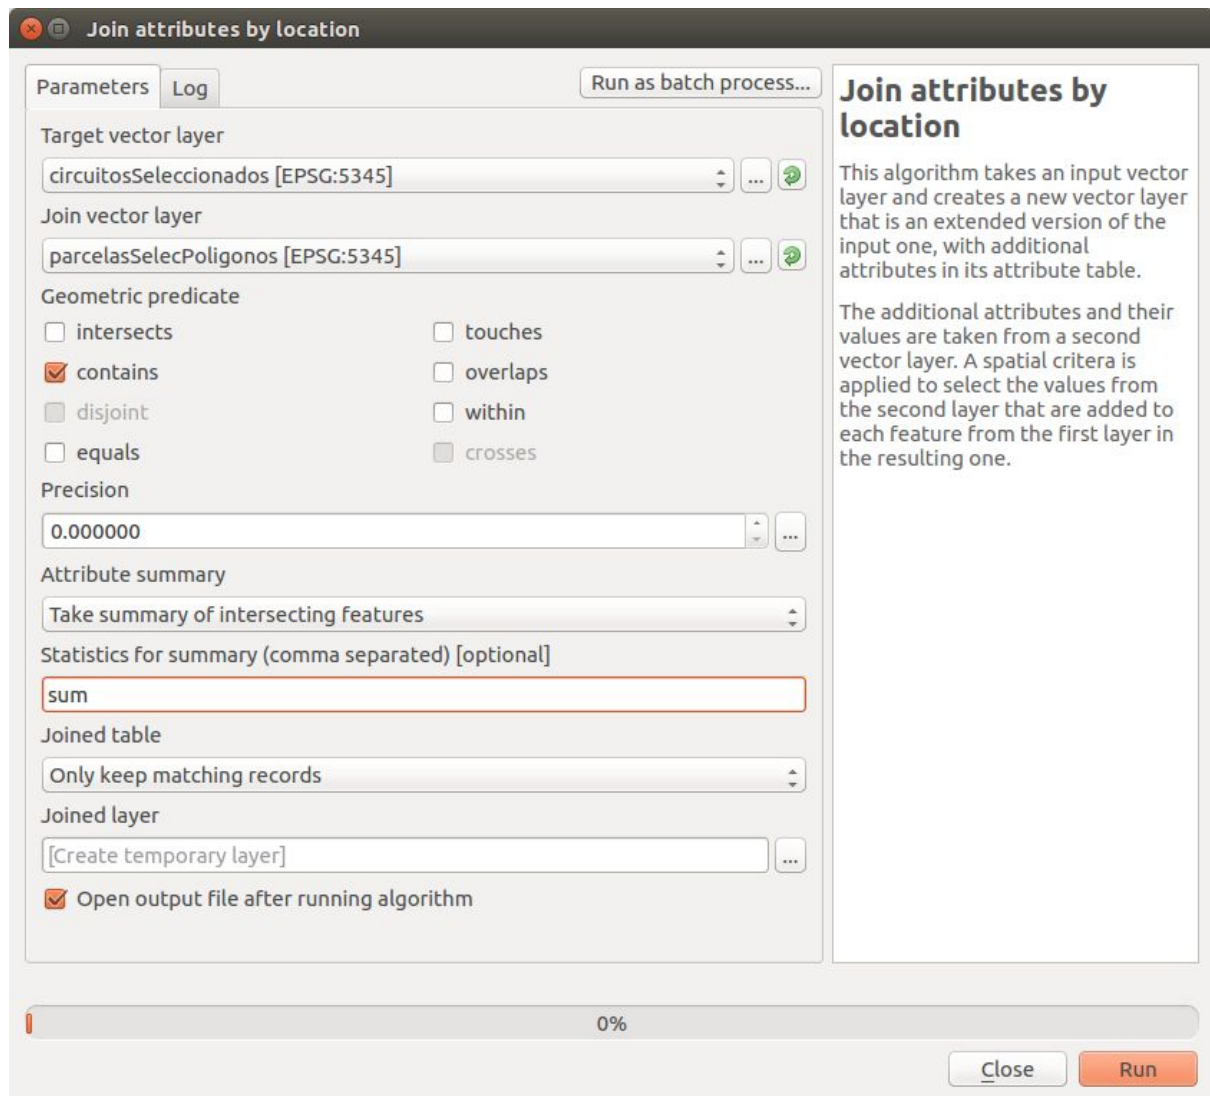 Join attributes by location
Parameters
Log
Run as batch process...
Target vector layer
circuitosSeleccionados [EPSG:5345]
...
Join vector layer
parcelasSelecPoligonos [EPSG:5345]
...
Geometric predicate
intersects
touches
contains
overlaps
disjoint
within
equals
crosses
Precision
0.000000
...
Attribute summary
Take summary of intersecting features
Statistics for summary (comma separated) [optional]
sum
Joined table
Only keep matching records
Joined layer
[Create temporary layer]
...
Open output file after running algorithm
Join attributes by
location
This algorithm takes an input vector
layer and creates a new vector layer
that is an extended version of the
input one, with additional
attributes in its attribute table.
The additional attributes and their
values are taken from a second
vector layer. A spatial critera is
applied to select the values from
the second layer that are added to
each feature from the first layer in
the resulting one.
0%
Close
Run